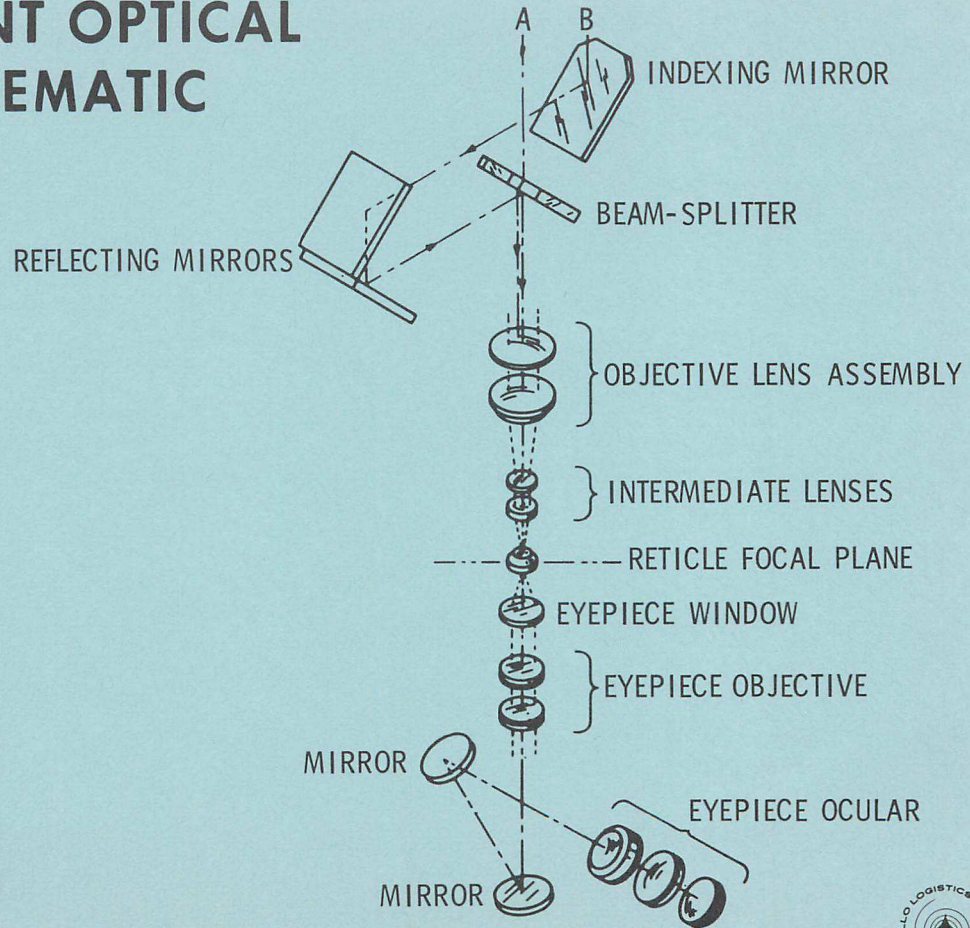 NT OPTICAL
EMATIC
A B
INDEXING MIRROR
BEAM-SPLITTER
REFLECTING MIRRORS
OBJECTIVE LENS ASSEMBLY
INTERMEDIATE LENSES
RETICLE FOCAL PLANE
EYEPIECE WINDOW
EYEPIECE OBJECTIVE
MIRROR
EYEPIECE OCULAR
MIRROR
LLO LOGISTICS